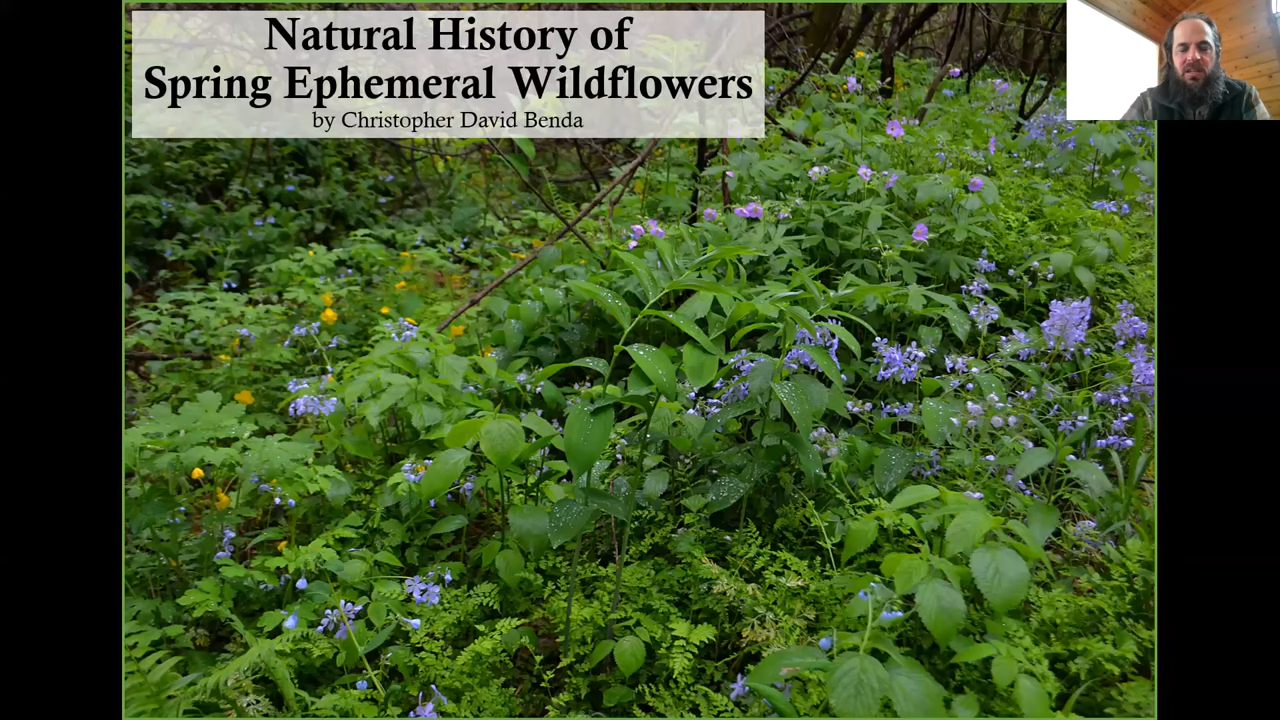 Natural History of
Spring Ephemeral Wildflowers
by Christopher David Benda